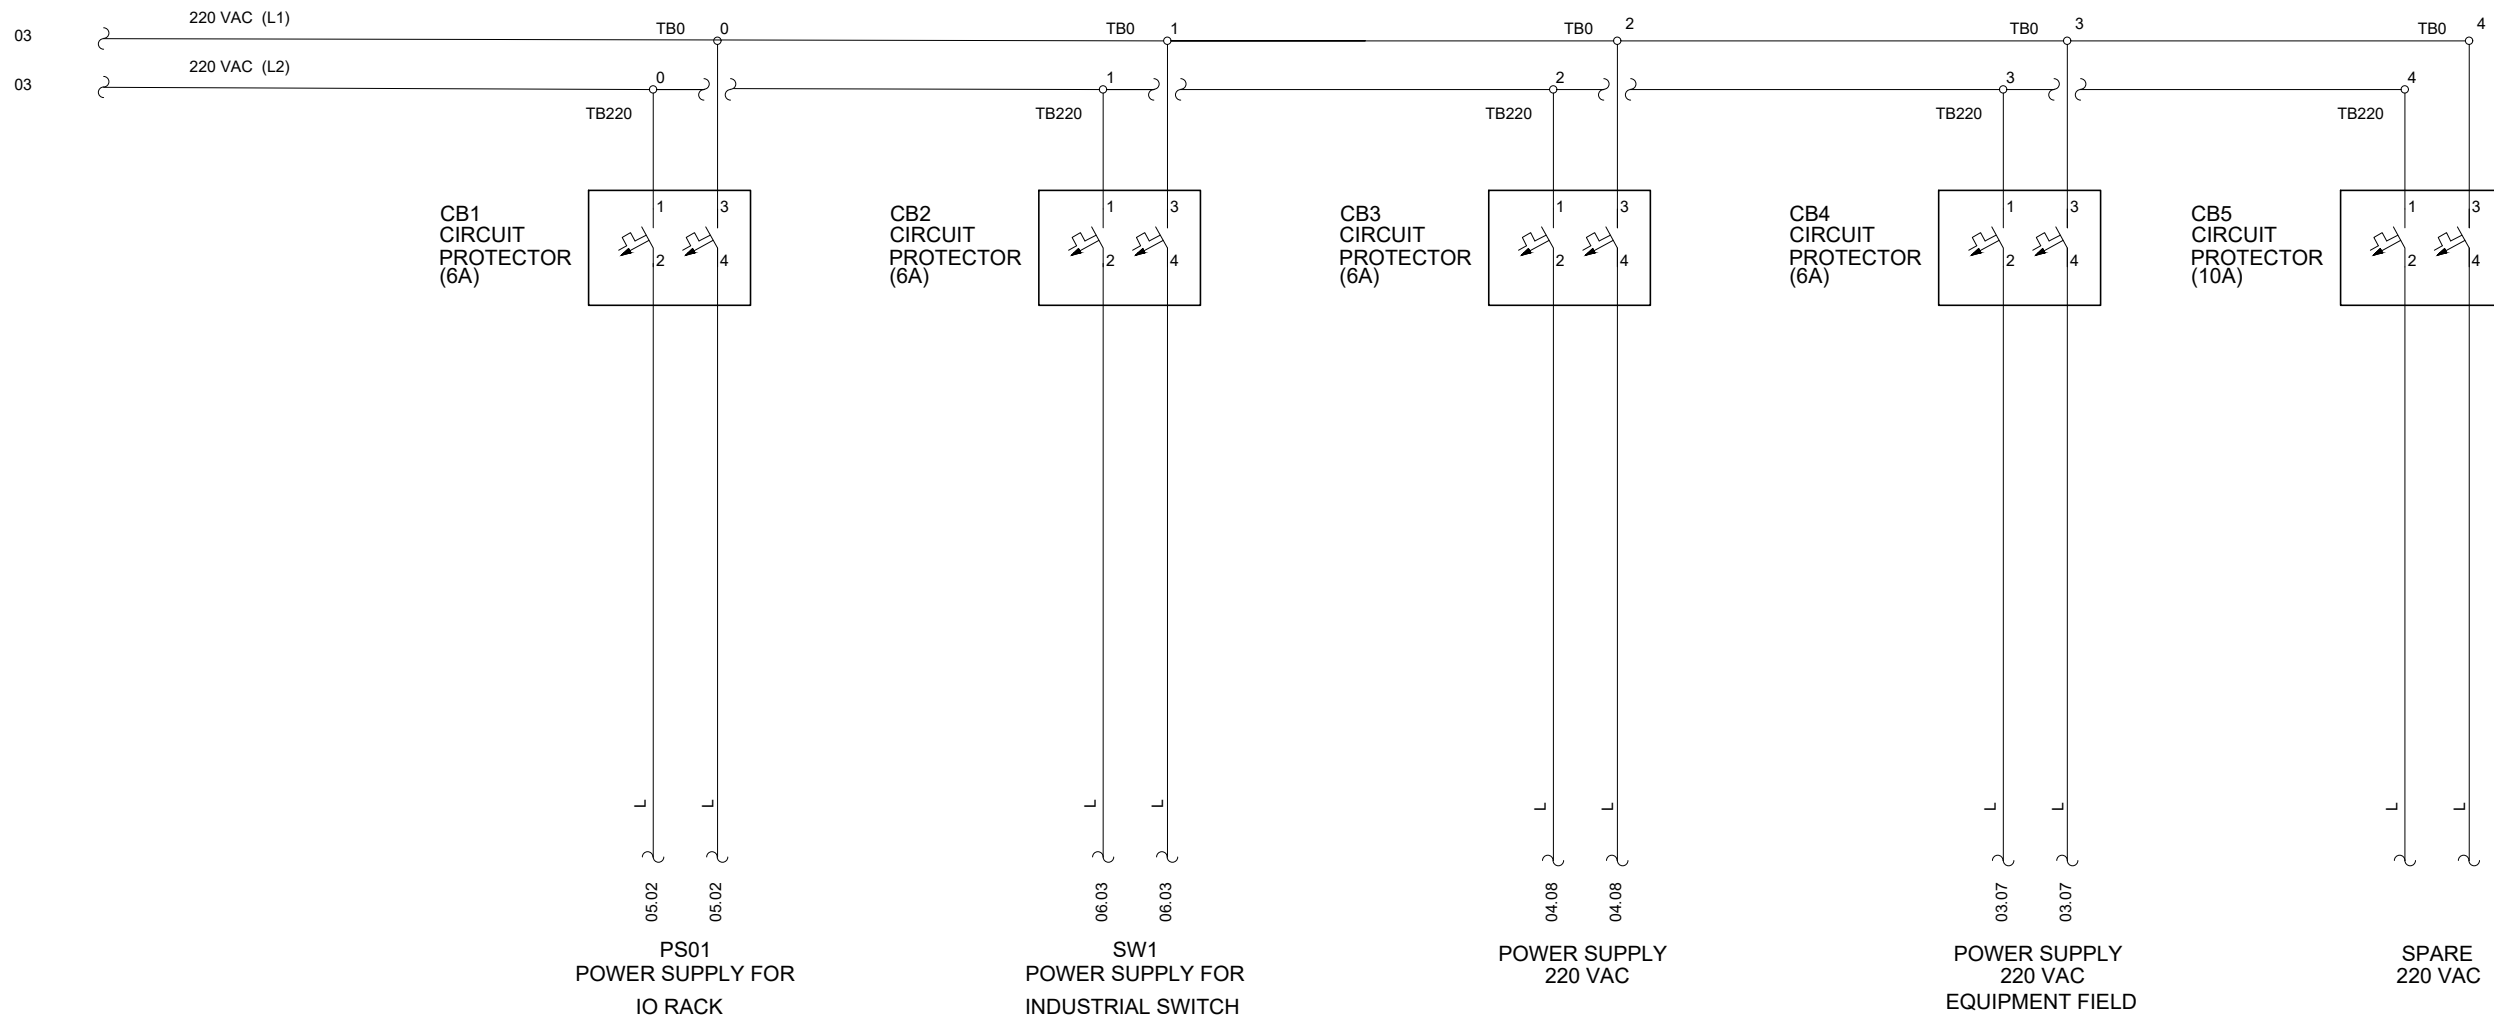 220 VAC (L1)
03
TB0 0
TB0 1
TB0 2
TB0 3
TB0 4
220 VAC (L2)
03
0
1
2
3
4
TB220
TB220
TB220
TB220
TB220
CB1
CIRCUIT
PROTECTOR
(6A)
1 3
2 4
CB2
CIRCUIT
PROTECTOR
(6A)
1 3
2 4
CB3
CIRCUIT
PROTECTOR
(6A)
1 3
2 4
CB4
CIRCUIT
PROTECTOR
(6A)
1 3
2 4
CB5
CIRCUIT
PROTECTOR
(10A)
1 3
2 4
L L
L L
L L
L L
L L
05.02
05.02
06.03
06.03
04.08
04.08
03.07
03.07
PS01
POWER SUPPLY FOR
IO RACK
SW1
POWER SUPPLY FOR
INDUSTRIAL SWITCH
POWER SUPPLY
220 VAC
POWER SUPPLY
220 VAC
EQUIPMENT FIELD
SPARE
220 VAC